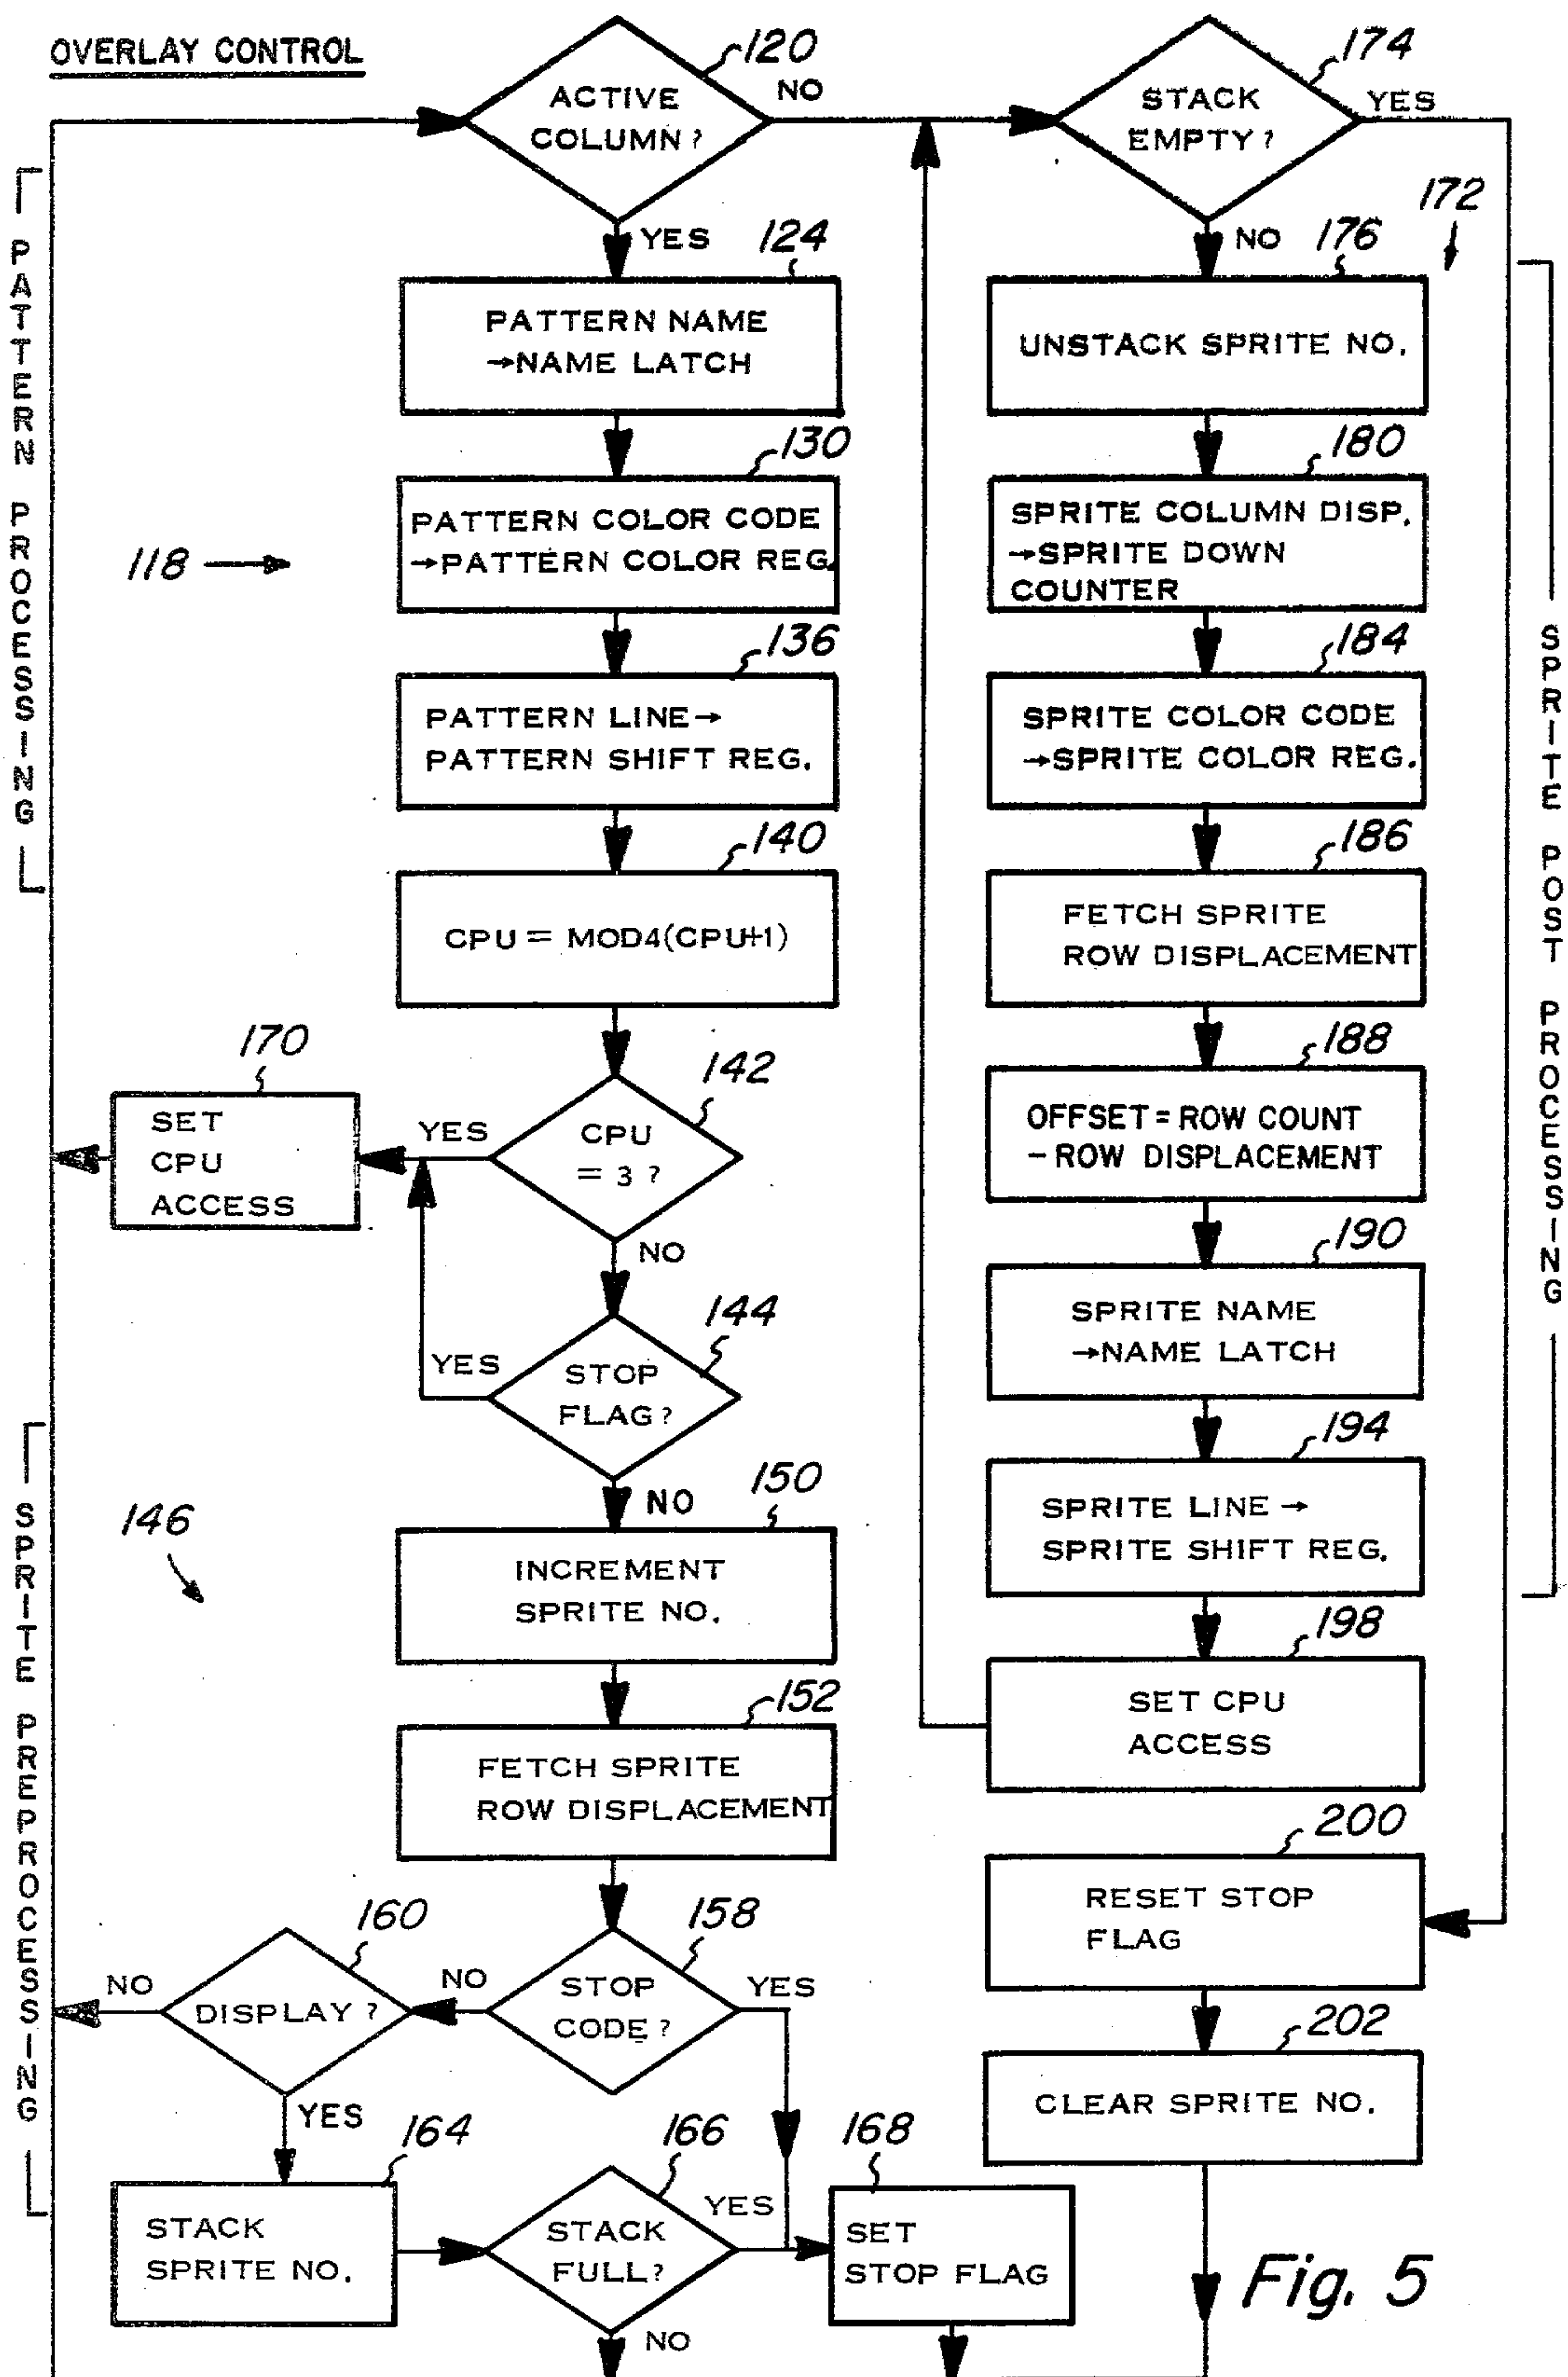 OVERLAY CONTROL
120
ACTIVE
COLUMN?
NO
YES
174
STACK
EMPTY?
YES
NO
172
PATTERN PROCESSING
118
124
PATTERN NAME
→NAME LATCH
130
PATTERN COLOR CODE
→PATTERN COLOR REG.
136
PATTERN LINE→
PATTERN SHIFT REG.
140
CPU = MOD4(CPU+1)
142
CPU
= 3 ?
YES
NO
170
SET
CPU
ACCESS
144
STOP
FLAG?
YES
NO
SPRITE PREPROCESSING
146
150
INCREMENT
SPRITE NO.
152
FETCH SPRITE
ROW DISPLACEMENT
158
STOP
CODE?
NO
YES
160
DISPLAY?
NO
YES
164
STACK
SPRITE NO.
166
STACK
FULL?
YES
NO
168
SET
STOP FLAG
176
UNSTACK SPRITE NO.
180
SPRITE COLUMN DISP.
→SPRITE DOWN
COUNTER
184
SPRITE COLOR CODE
→SPRITE COLOR REG.
186
FETCH SPRITE
ROW DISPLACEMENT
188
OFFSET = ROW COUNT
- ROW DISPLACEMENT
190
SPRITE NAME
→NAME LATCH
194
SPRITE LINE →
SPRITE SHIFT REG.
198
SET CPU
ACCESS
SPRITE POST PROCESSING
200
RESET STOP
FLAG
202
CLEAR SPRITE NO.
Fig. 5